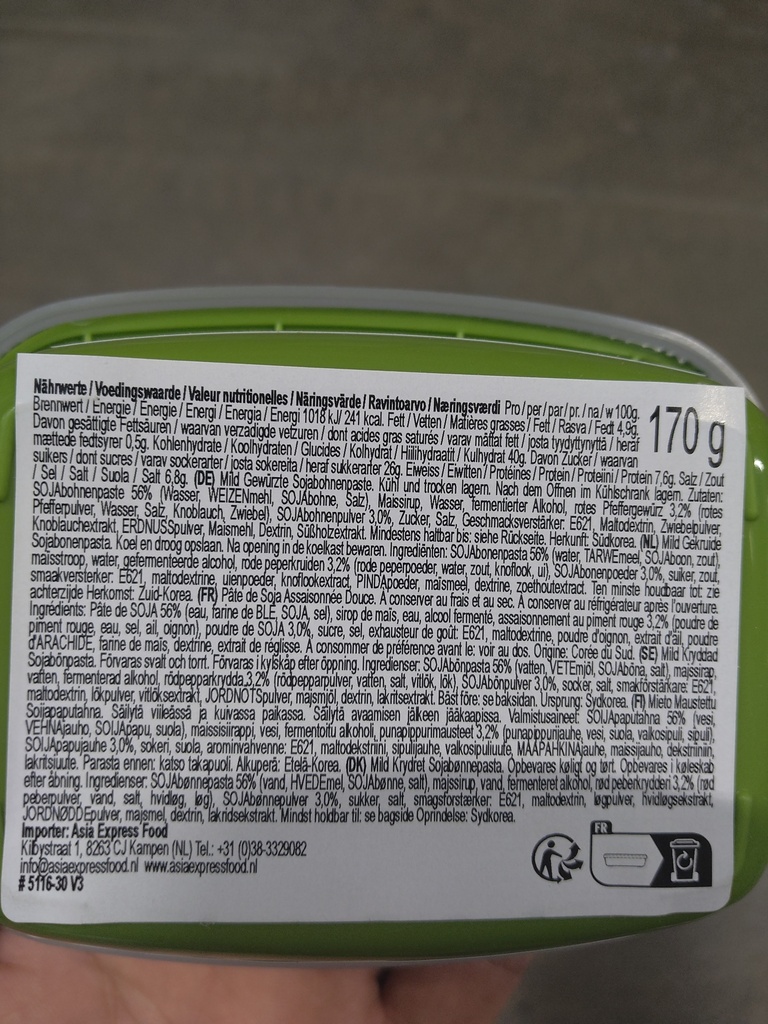 Nährwerte / Voedingswaarde / Valeur nutritionelles / Näringsvärde / Ravintoarvo / Næringsværdi Pro / per / par / pr. / na / w 100g.
170 g
Brennwert / Energie / Energie / Energi / Energia / Energi 1018 kJ/ 241 kcal. Fett / Vetten / Matières grasses / Fett / Rasva / Fedt 4,9g.
Davon gesättigte Fettsäuren / waarvan verzadigde vetzuren / dont acides gras saturés / varav mättat fett / josta tyydyttynyttä / heraf
mættede fedtsyrer 0,5g. Kohlenhydrate / Koolhydraten / Glucides / Kolhydrat / Hiilihydraatit / Kulhydrat 40g. Davon Zucker / waarvan
suikers / dont sucres / varav sockerarter / josta sokereita / heraf sukkerarter 26g. Eiweiss / Eiwitten / Protéines / Protein / Proteiini / Protein 7,6g. Salz / Zout
/ Sel / Salt / Suola / Salt 6,8g. (DE) Mild Gewürzte Sojabohnenpaste. Kühl und trocken lagern. Nach dem Öffnen im Kühlschrank lagern. Zutaten:
SOJAbohnenpaste 56% (Wasser, WEIZENmehl, SOJAbohne, Salz), Maissirup, Wasser, fermentierter Alkohol, rotes Pfeffergewürz 3,2% (rotes
Pfefferpulver, Wasser, Salz, Knoblauch, Zwiebel), SOJAbohnenpulver 3,0%, Zucker, Salz, Geschmacksverstärker: E621, Maltodextrin, Zwiebelpulver,
Knoblauchextrakt, ERDNUSSpulver, Maismehl, Dextrin, Süßholzextrakt. Mindestens haltbar bis: siehe Rückseite. Herkunft: Südkorea. (NL) Mild Gekruide
Sojabonenpasta. Koel en droog opslaan. Na opening in de koelkast bewaren. Ingrediënten: SOJAbonenpasta 56% (water, TARWEmeel, SOJAboon, zout),
maïsstroop, water, gefermenteerde alcohol, rode peperkruiden 3,2% (rode peperpoeder, water, zout, knoflook, ui), SOJAbonenpoeder 3,0%, suiker, zout,
smaakversterker: E621, maltodextrine, uienpoeder, knoflookextract, PINDApoeder, maïsmeel, dextrine, zoethoutextract. Ten minste houdbaar tot: zie
achterzijde Herkomst: Zuid-Korea. (FR) Pâte de Soja Assaisonnée Douce. À conserver au frais et au sec. À conserver au réfrigérateur après l'ouverture.
Ingrédients: Pâte de SOJA 56% (eau, farine de BLÉ, SOJA, sel), sirop de maïs, eau, alcool fermenté, assaisonnement au piment rouge 3,2% (poudre de
piment rouge, eau, sel, ail, oignon), poudre de SOJA 3,0%, sucre, sel, exhausteur de goût: E621, maltodextrine, poudre d'oignon, extrait d'ail, poudre
d'ARACHIDE, farine de maïs, dextrine, extrait de réglisse. À consommer de préférence avant le: voir au dos. Origine: Corée du Sud. (SE) Mild Kryddad
Sojabönpasta. Förvaras svalt och torrt. Förvaras i kylskåp efter öppning. Ingredienser: SOJAbönpasta 56% (vatten, VETEmjöl, SOJAböna, salt), majssirap,
vatten, fermenterad alkohol, rödpepparkrydda 3,2% (rödpepparpulver, vatten, salt, vitlök, lök), SOJAbönpulver 3,0%, socker, salt, smakförstärkare: E621,
maltodextrin, lökpulver, vitlöksextrakt, JORDNÖTSpulver, majsmjöl, dextrin, lakritsextrakt. Bäst före: se baksidan. Ursprung: Sydkorea. (FI) Mieto Maustettu
Soijapaputahna. Säilytä viileässä ja kuivassa paikassa. Säilytä avaamisen jälkeen jääkaapissa. Valmistusaineet: SOIJApaputahna 56% (vesi,
VEHNÄjauho, SOIJApapu, suola), maissisiirappi, vesi, fermentoitu alkoholi, punapippurimausteet 3,2% (punapippurijauhe, vesi, suola, valkosipuli, sipuli),
SOIJApapujauhe 3,0%, sokeri, suola, arominvahvenne: E621, maltodekstriini, sipulijauhe, valkosipuliuute, MAAPÄHKINÄjauhe, maissijauho, dekstriiniin,
lakritsijuute. Parasta ennen: katso takapuoli. Alkuperä: Etelä-Korea. (DK) Mild Krydret Sojabønnepasta. Opbevares køligt og tørt. Opbevares i køleskab
efter åbning. Ingredienser: SOJAbønnepasta 56% (vand, HVEDEmel, SOJAbønne, salt), majssirup, vand, fermenteret alkohol, rød peberkrydderi 3,2% (rød
peberpulver, vand, salt, hvidløg, løg), SOJAbønnepulver 3,0%, sukker, salt, smagsforstærker: E621, maltodextrin, løgpulver, hvidløgsekstrakt,
JORDNØDDEpulver, majsmel, dextrin, lakridsekstrakt. Mindst holdbar til: se bagside Oprindelse: Sydkorea.
Importer: Asia Express Food
Kilbystraat 1, 8263 CJ Kampen (NL) Tel.: +31 (0)38-3329082
info@asiaexpressfood.nl www.asiaexpressfood.nl
# 5116-30 V3
FR